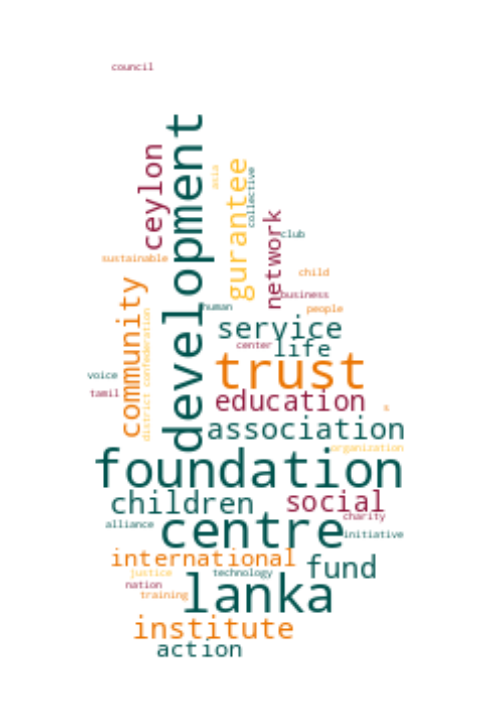 council
development
ceylon
asia
gurantee
collective
network
club
sustainable
child
community
business
human
people
district confederation
service
center
life
trust
voice
tamil
education
s
association
organization
foundation
children
social
charity
alliance
centre
initiative
international
fund
justice
technology
nation
lanka
training
institute
action